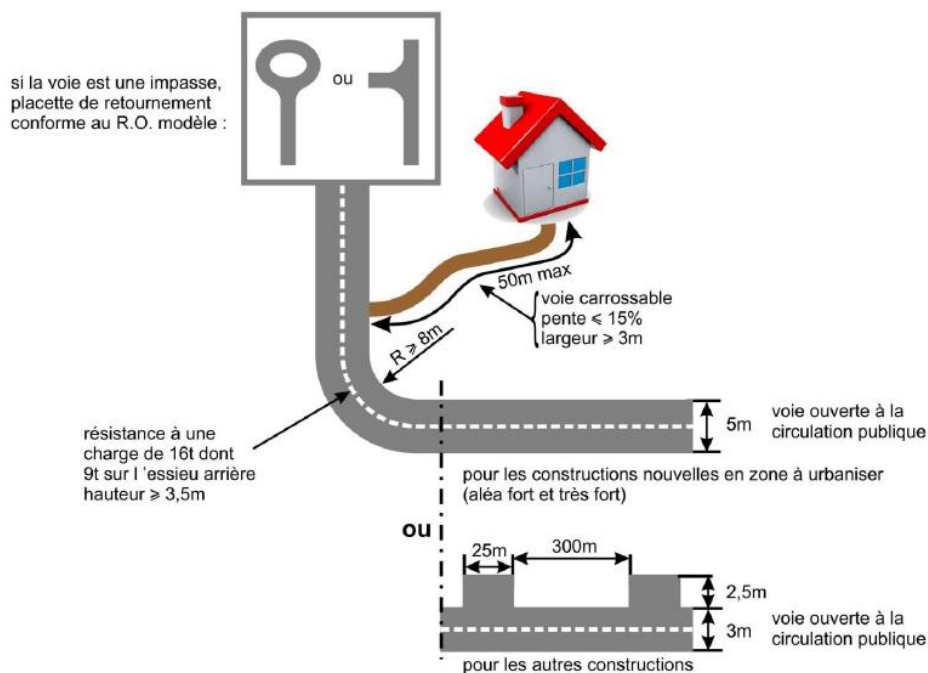 si la voie est une impasse,
placette de retournement
conforme au R.O. modèle :
ou
50m max
voie carrossable
pente ⩽ 15%
largeur ⩾ 3m
R ⩾ 8m
résistance à une
charge de 16t dont
9t sur l 'essieu arrière
hauteur ⩾ 3,5m
5m
voie ouverte à la
circulation publique
pour les constructions nouvelles en zone à urbaniser
(aléa fort et très fort)
ou
25m
300m
2,5m
3m
voie ouverte à la
circulation publique
pour les autres constructions